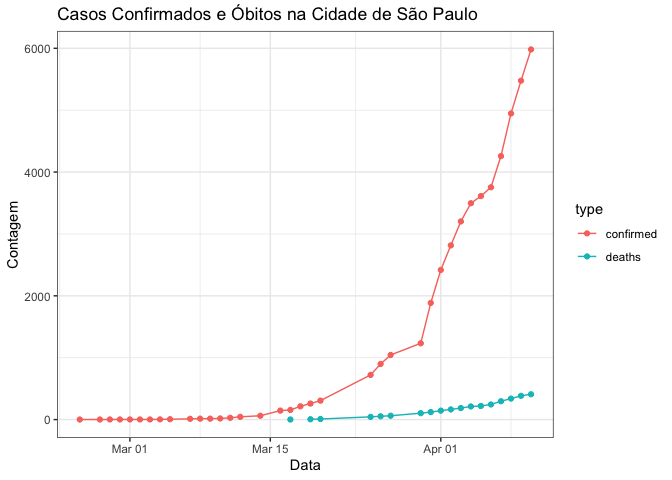 Casos Confirmados e Óbitos na Cidade de São Paulo
6000
4000
2000
0
Contagem
Mar 01
Mar 15
Apr 01
Data
type
confirmed
deaths